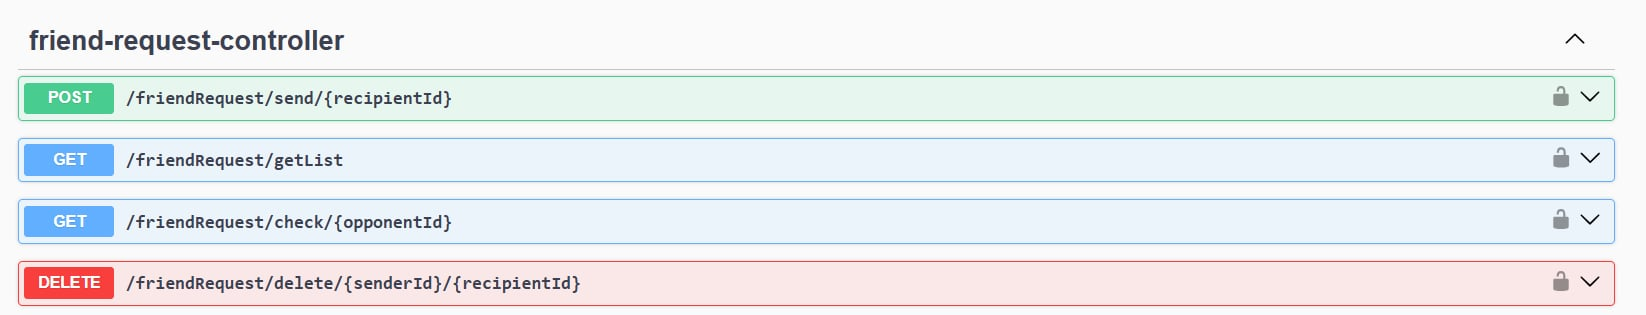 friend-request-controller
POST /friendRequest/send/{recipientId}
GET /friendRequest/getList
GET /friendRequest/check/{opponentId}
DELETE /friendRequest/delete/{senderId}/{recipientId}